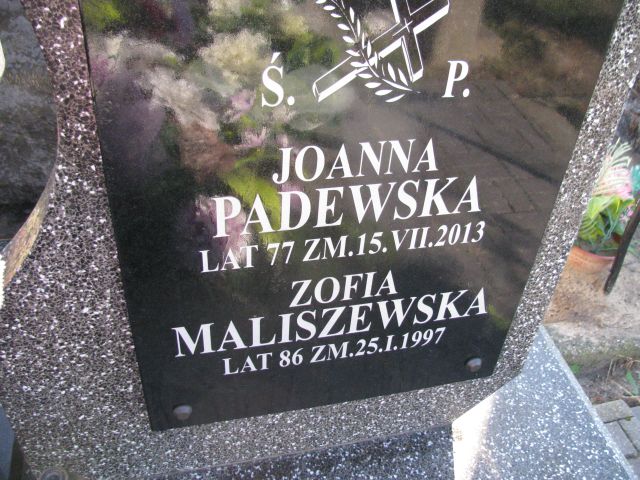 Ś. P.
JOANNA
PADEWSKA
LAT 77 ZM.15.VII.2013
ZOFIA
MALISZEWSKA
LAT 86 ZM.25.I.1997